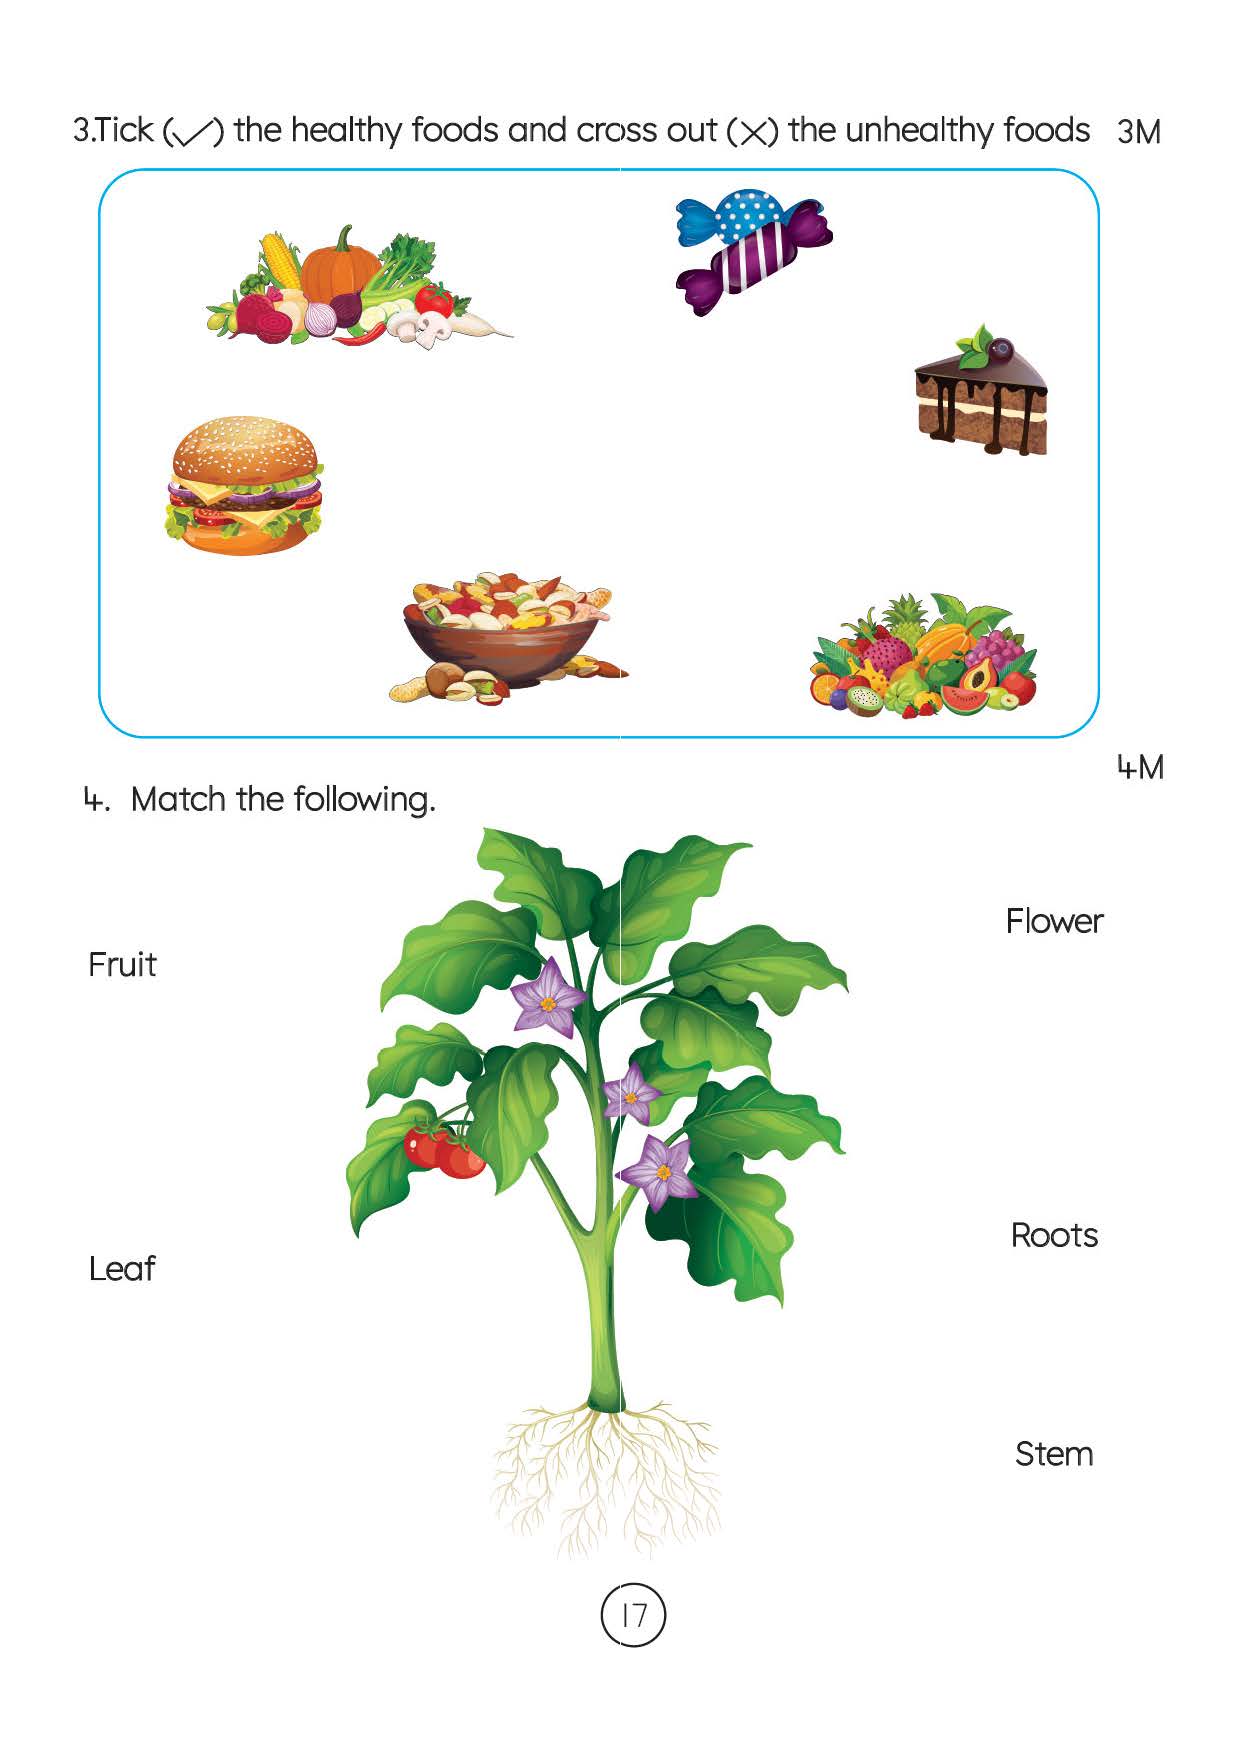 3.Tick (✓) the healthy foods and cross out (✕) the unhealthy foods 3M
4M
4. Match the following.
Flower
Fruit
Roots
Leaf
Stem
17